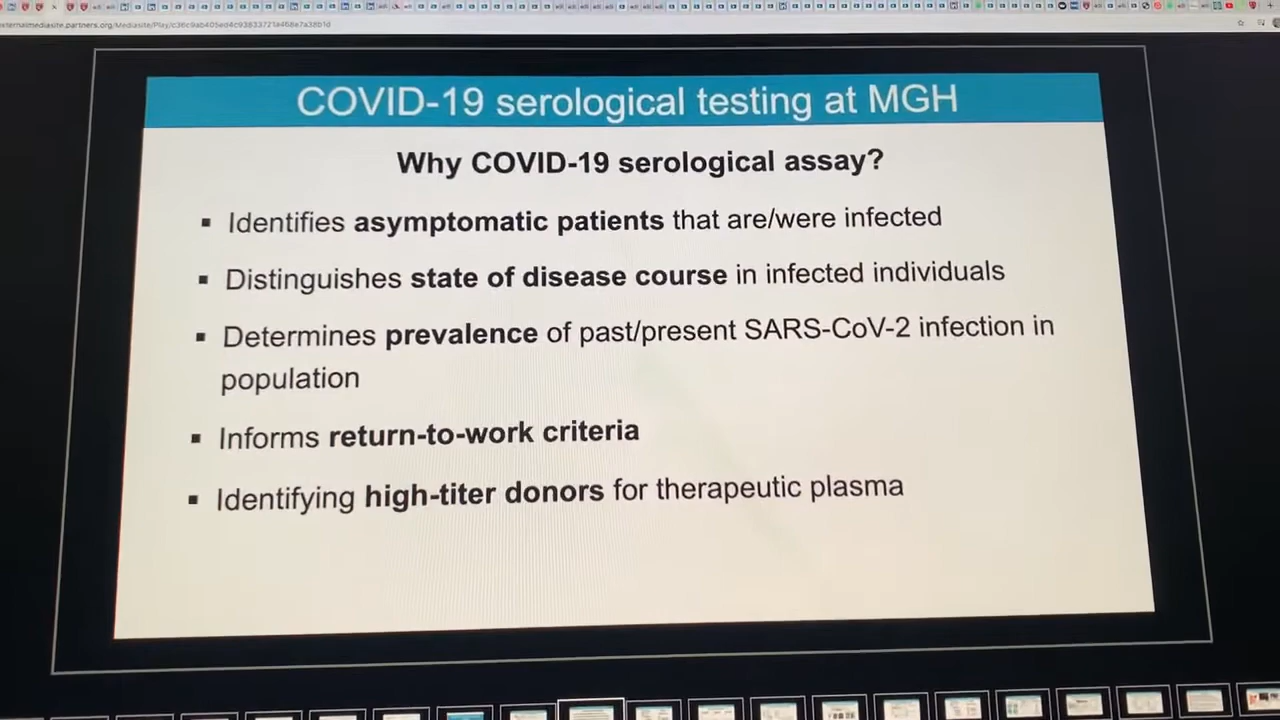 COVID-19 serological testing at MGH
Why COVID-19 serological assay?
▪ Identifies asymptomatic patients that are/were infected
▪ Distinguishes state of disease course in infected individuals
▪ Determines prevalence of past/present SARS-CoV-2 infection in
population
▪ Informs return-to-work criteria
▪ Identifying high-titer donors for therapeutic plasma